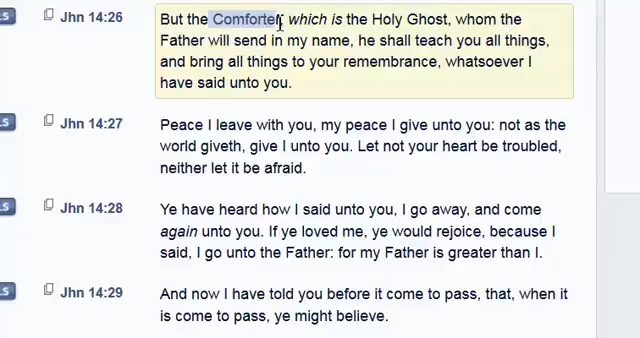 LS Jhn 14:26 But the Comforter, which is the Holy Ghost, whom the
Father will send in my name, he shall teach you all things,
and bring all things to your remembrance, whatsoever I
have said unto you.
LS Jhn 14:27 Peace I leave with you, my peace I give unto you: not as the
world giveth, give I unto you. Let not your heart be troubled,
neither let it be afraid.
LS Jhn 14:28 Ye have heard how I said unto you, I go away, and come
again unto you. If ye loved me, ye would rejoice, because I
said, I go unto the Father: for my Father is greater than I.
LS Jhn 14:29 And now I have told you before it come to pass, that, when it
is come to pass, ye might believe.